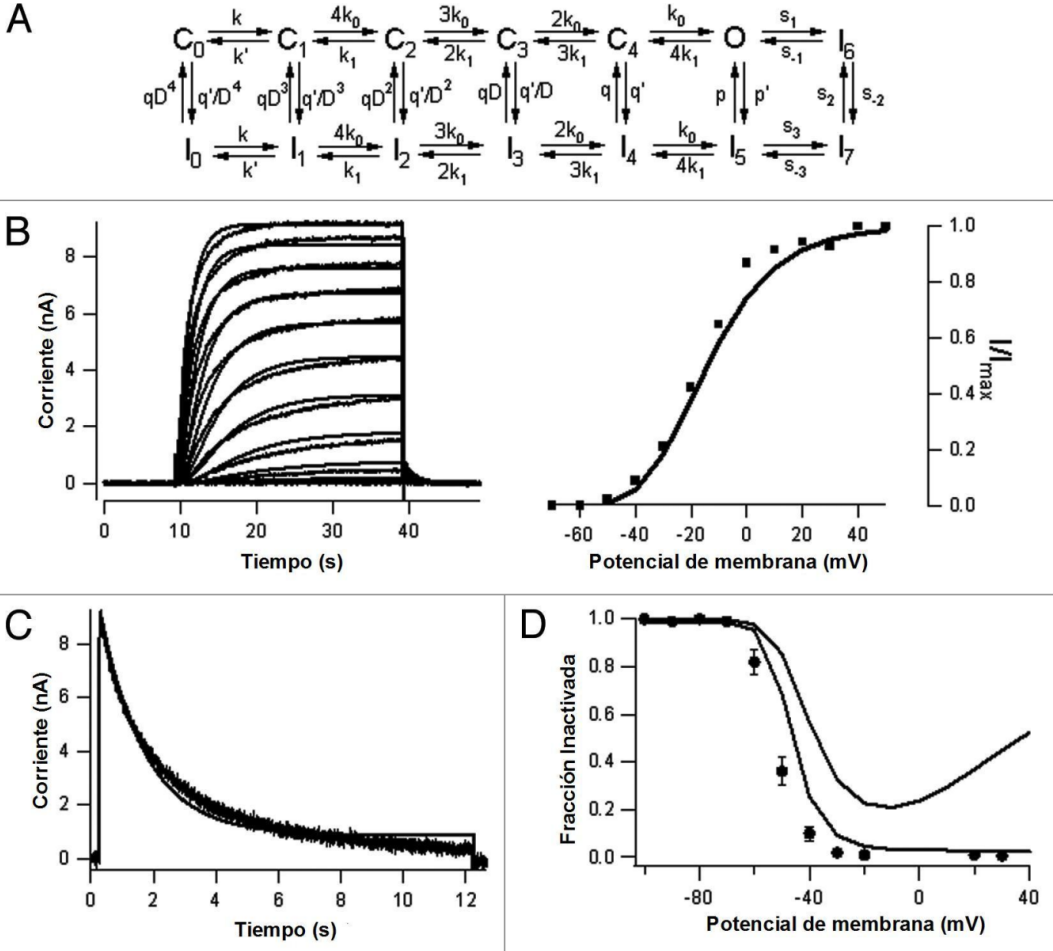 A
k 4k₀ 3k₀ 2k₀ k₀ s₁
C₀ C₁ C₂ C₃ C₄ O I₆
k' k₁ 2k₁ 3k₁ 4k₁ s₋₁
qD⁴ q'/D⁴ qD³ q'/D³ qD² q'/D² qD q'/D q q' p p' s₂ s₋₂
k 4k₀ 3k₀ 2k₀ k₀ s₃
I₀ I₁ I₂ I₃ I₄ I₅ I₇
k' k₁ 2k₁ 3k₁ 4k₁ s₋₃
B
Corriente (nA)
8
6
4
2
0
0 10 20 30 40
Tiempo (s)
1.0
0.8
0.6
0.4
0.2
0.0
I/Imax
-60 -40 -20 0 20 40
Potencial de membrana (mV)
C
Corriente (nA)
8
6
4
2
0
0 2 4 6 8 10 12
Tiempo (s)
D
Fracción Inactivada
1.0
0.8
0.6
0.4
0.2
0.0
-80 -40 0 40
Potencial de membrana (mV)